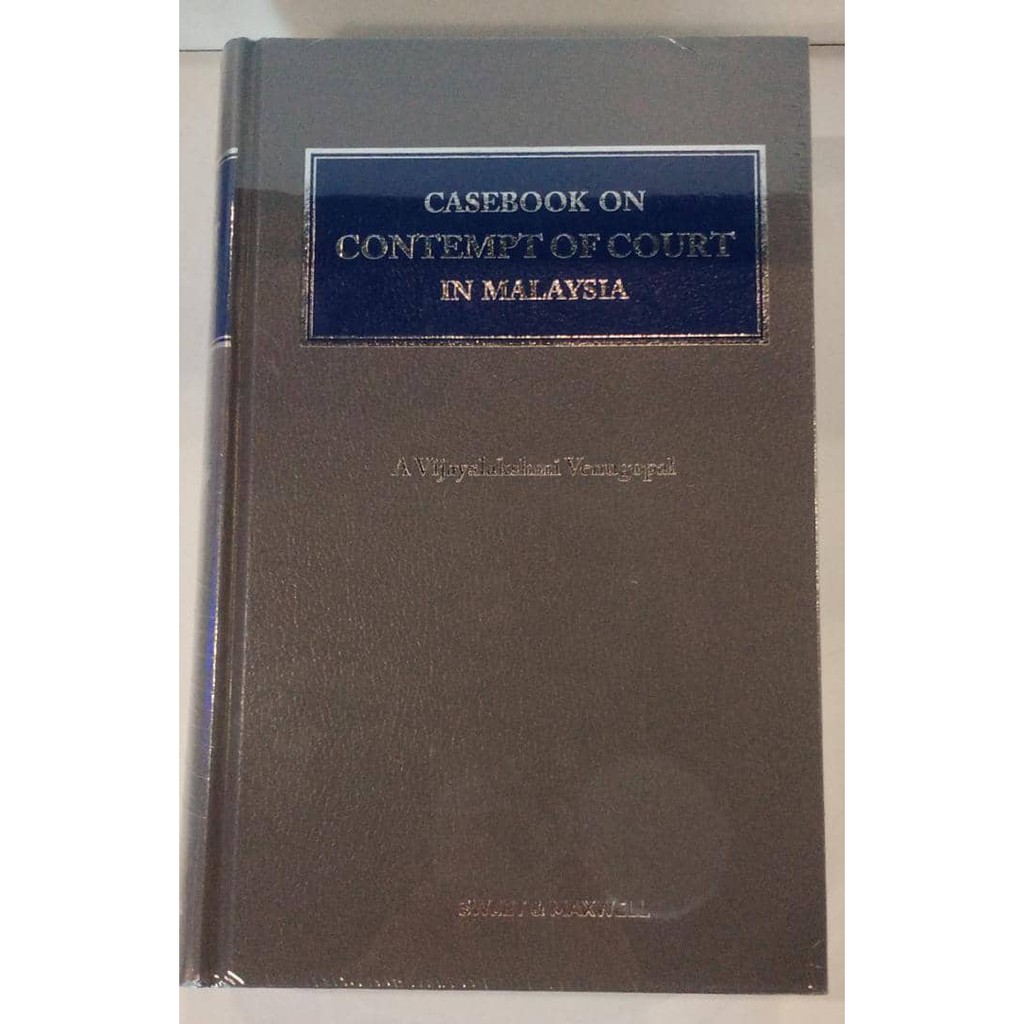 CASEBOOK ON
CONTEMPT OF COURT
IN MALAYSIA
A Vijayalakshmi Venugopal
SWEET & MAXWELL